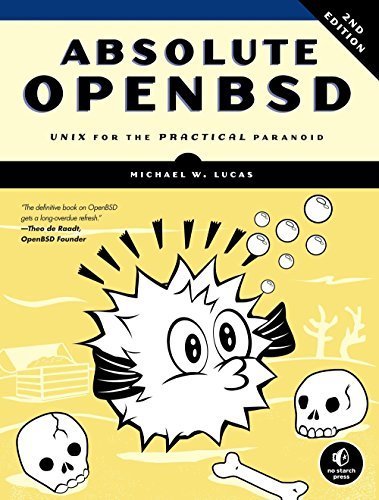 2ND EDITION
ABSOLUTE
OPENBSD
UNIX FOR THE PRACTICAL PARANOID
MICHAEL W. LUCAS
"The definitive book on OpenBSD
gets a long-overdue refresh."
—Theo de Raadt,
OpenBSD Founder
no starch
press